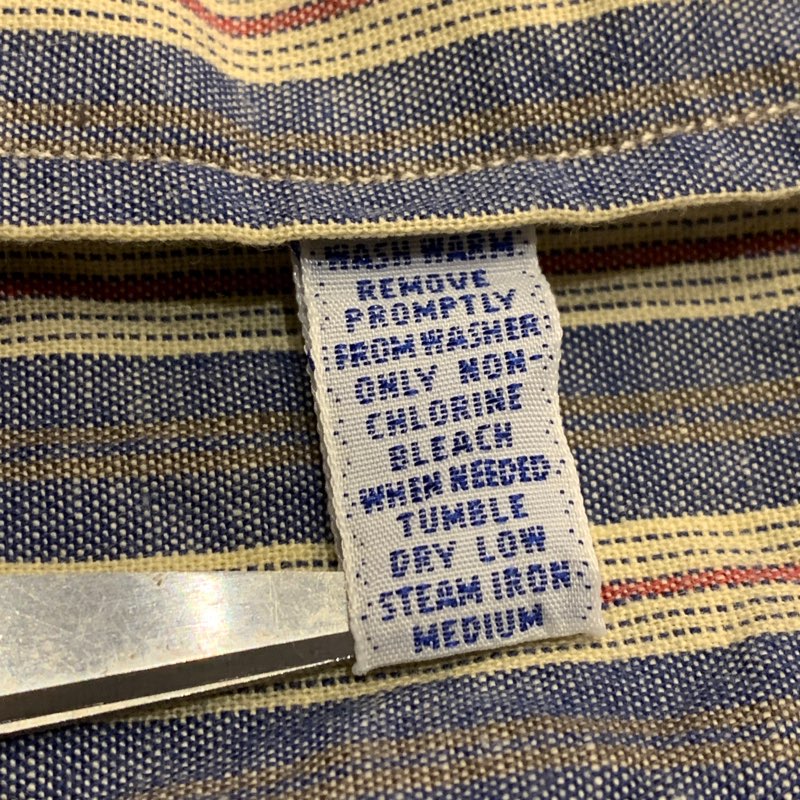 WASH WARM
REMOVE
PROMPTLY
FROM WASHER
ONLY NON-
CHLORINE
BLEACH
WHEN NEEDED
TUMBLE
DRY LOW
STEAM IRON
MEDIUM